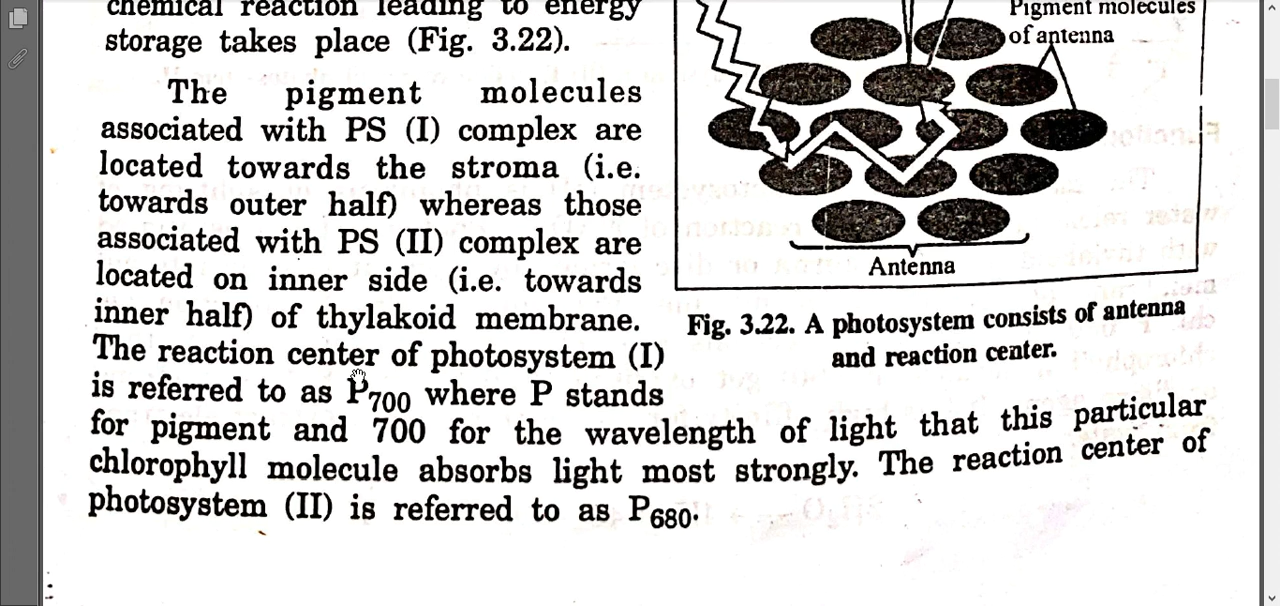 chemical reaction leading to energy
storage takes place (Fig. 3.22).
The pigment molecules
associated with PS (I) complex are
located towards the stroma (i.e.
towards outer half) whereas those
associated with PS (II) complex are
located on inner side (i.e. towards
inner half) of thylakoid membrane.
The reaction center of photosystem (I)
is referred to as P700 where P stands
for pigment and 700 for the wavelength of light that this particular
chlorophyll molecule absorbs light most strongly. The reaction center of
photosystem (II) is referred to as P680.
Pigment molecules
of antenna
Antenna
Fig. 3.22. A photosystem consists of antenna
and reaction center.